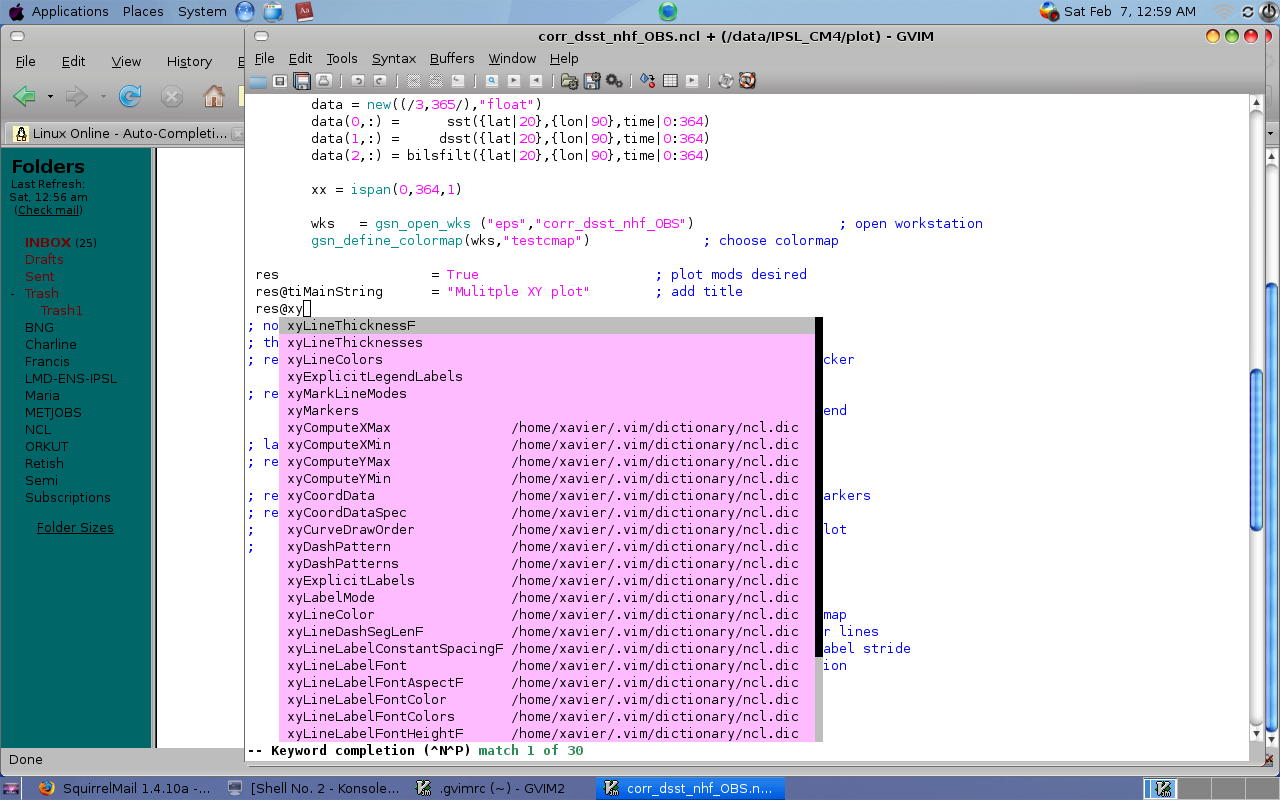 Applications Places System Sat Feb 7, 12:59 AM
corr_dsst_nhf_OBS.ncl + (/data/IPSL_CM4/plot) - GVIM
File Edit View History E
File Edit Tools Syntax Buffers Window Help
Linux Online - Auto-Completi...
Folders
Last Refresh:
Sat, 12:56 am
(Check mail)
INBOX (25)
Drafts
Sent
- Trash
Trash1
BNG
Charline
Francis
LMD-ENS-IPSL
Maria
METJOBS
NCL
ORKUT
Retish
Semi
Subscriptions
Folder Sizes
Done
data = new((/3,365/),"float")
data(0,:) =      sst({lat|20},{lon|90},time|0:364)
data(1,:) =     dsst({lat|20},{lon|90},time|0:364)
data(2,:) = bilsfilt({lat|20},{lon|90},time|0:364)
xx = ispan(0,364,1)
wks   = gsn_open_wks ("eps","corr_dsst_nhf_OBS")                  ; open workstation
gsn_define_colormap(wks,"testcmap")              ; choose colormap
res                   = True                      ; plot mods desired
res@tiMainString      = "Mulitple XY plot"        ; add title
res@xy
; no xyLineThicknessF
; th xyLineThicknesses
; re xyLineColors cker
xyExplicitLegendLabels
; re xyMarkLineModes
xyMarkers end
xyComputeXMax /home/xavier/.vim/dictionary/ncl.dic
; la xyComputeXMin /home/xavier/.vim/dictionary/ncl.dic
; re xyComputeYMax /home/xavier/.vim/dictionary/ncl.dic
xyComputeYMin /home/xavier/.vim/dictionary/ncl.dic
; re xyCoordData /home/xavier/.vim/dictionary/ncl.dic arkers
; re xyCoordDataSpec /home/xavier/.vim/dictionary/ncl.dic
; xyCurveDrawOrder /home/xavier/.vim/dictionary/ncl.dic lot
; xyDashPattern /home/xavier/.vim/dictionary/ncl.dic
xyDashPatterns /home/xavier/.vim/dictionary/ncl.dic
xyExplicitLabels /home/xavier/.vim/dictionary/ncl.dic
xyLabelMode /home/xavier/.vim/dictionary/ncl.dic
xyLineColor /home/xavier/.vim/dictionary/ncl.dic map
xyLineDashSegLenF /home/xavier/.vim/dictionary/ncl.dic r lines
xyLineLabelConstantSpacingF /home/xavier/.vim/dictionary/ncl.dic abel stride
xyLineLabelFont /home/xavier/.vim/dictionary/ncl.dic ion
xyLineLabelFontAspectF /home/xavier/.vim/dictionary/ncl.dic
xyLineLabelFontColor /home/xavier/.vim/dictionary/ncl.dic
xyLineLabelFontColors /home/xavier/.vim/dictionary/ncl.dic
xyLineLabelFontHeightF /home/xavier/.vim/dictionary/ncl.dic
-- Keyword completion (^N^P) match 1 of 30
SquirrelMail 1.4.10a -... [Shell No. 2 - Konsole... .gvimrc (~) - GVIM2 corr_dsst_nhf_OBS.n...